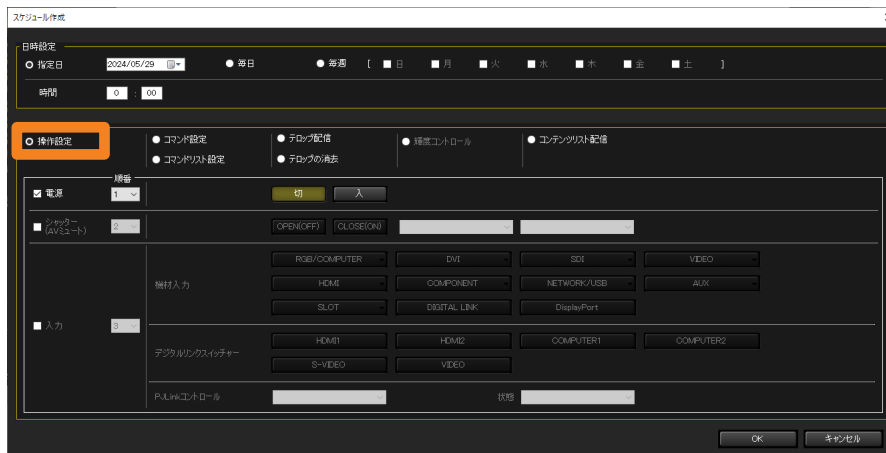 スケジュール作成
日時設定
指定日 2024/05/29 毎日 毎週 [ 日 月 火 水 木 金 土 ]
時間 0 : 00
操作設定 コマンド設定 テロップ配信 輝度コントロール コンテンツリスト配信
コマンドリスト設定 テロップの消去
順番
電源 1 切 入
シャッター
(AVミュート) 2 OPEN(OFF) CLOSE(ON)
RGB/COMPUTER DVI SDI VIDEO
機材入力 HDMI COMPONENT NETWORK/USB AUX
SLOT DIGITAL LINK DisplayPort
入力 3
HDMI1 HDMI2 COMPUTER1 COMPUTER2
デジタルリンクスイッチャー
S-VIDEO VIDEO
PJLinkコントロール 状態
OK キャンセル